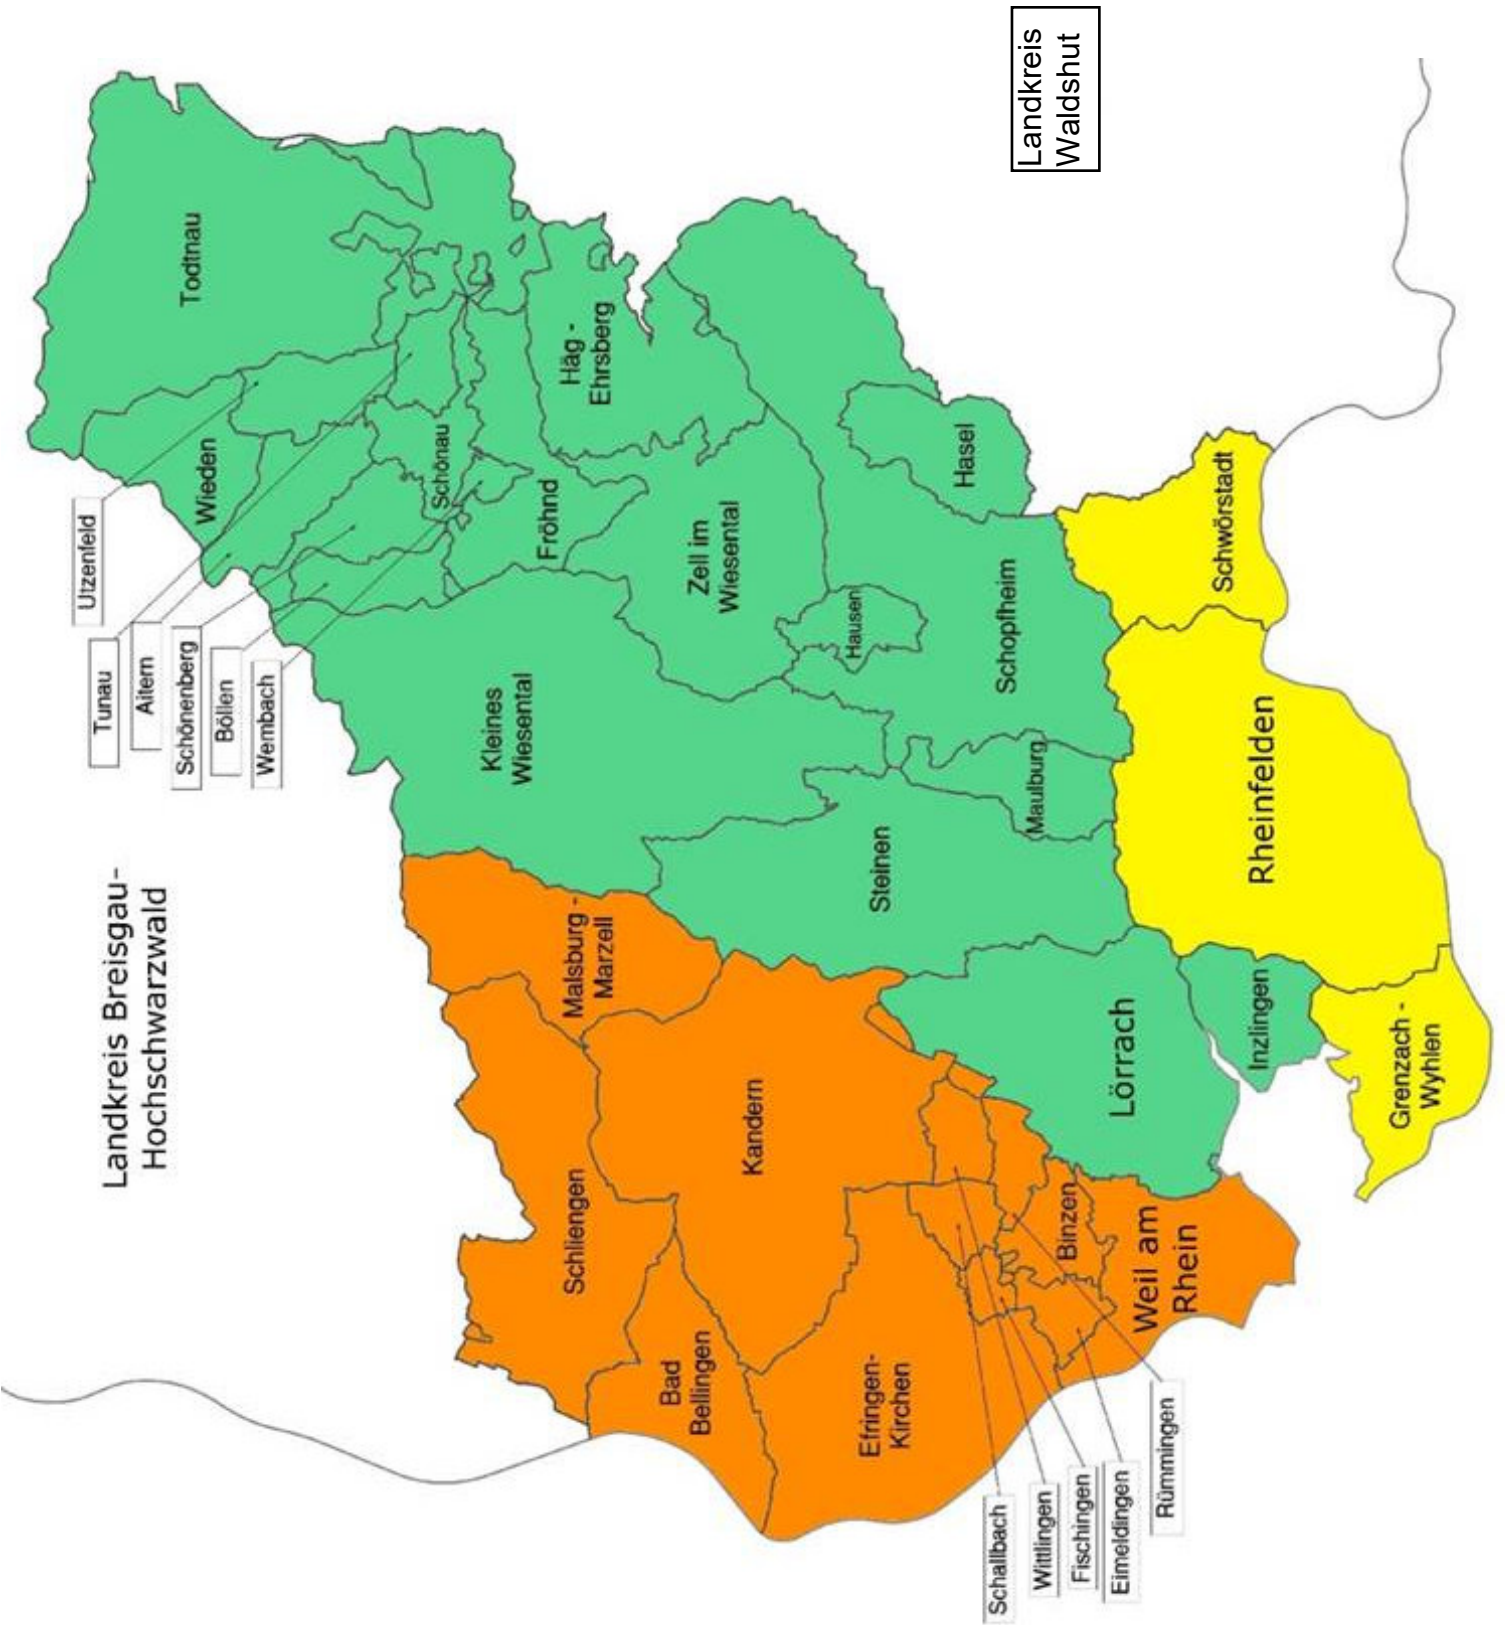 Landkreis
Waldshut
Landkreis Breisgau-
Hochschwarzwald
Todtnau
Wieden
Utzenfeld
Tunau
Aitern
Schönenberg
Böllen
Wembach
Schönau
Fröhnd
Häg -
Ehrsberg
Zell im
Wiesental
Kleines
Wiesental
Hausen
Hasel
Schopfheim
Maulburg
Steinen
Malsburg -
Marzell
Schliengen
Kandern
Bad
Bellingen
Efringen-
Kirchen
Binzen
Weil am
Rhein
Lörrach
Inzlingen
Schwörstadt
Rheinfelden
Grenzach -
Wyhlen
Schallbach
Wittlingen
Fischingen
Eimeldingen
Rümmingen